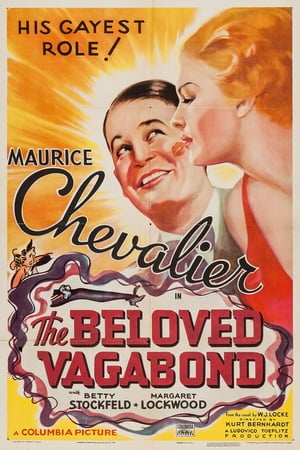 HIS GAYEST
ROLE!
MAURICE
Chevalier
IN
The BELOVED
VAGABOND
WITH BETTY STOCKFELD • MARGARET LOCKWOOD
A COLUMBIA PICTURE
from the novel by W.J. LOCKE
DIRECTED BY
KURT BERNHARDT
A LUDOVICO TOEPLITZ
PRODUCTION